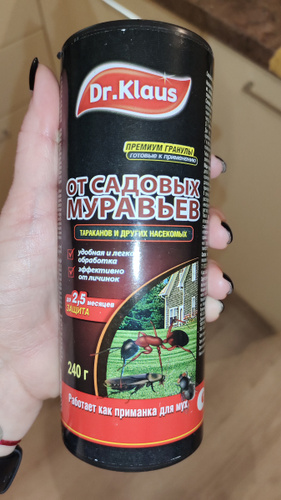 Dr.Klaus
ПРЕМИУМ ГРАНУЛЫ
готовые к применению
ОТ САДОВЫХ
МУРАВЬЕВ
ТАРАКАНОВ И ДРУГИХ НАСЕКОМЫХ
удобная и легкая
обработка
эффективно
от личинок
до 2,5 месяцев
ЗАЩИТА
240 г
Работает как приманка для мух